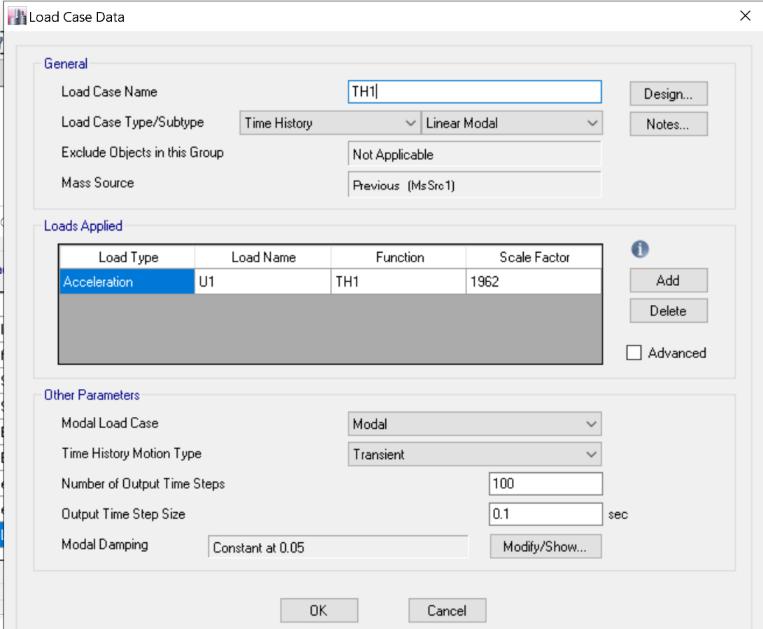 Load Case Data
General
Load Case Name TH1 Design...
Load Case Type/Subtype Time History Linear Modal Notes...
Exclude Objects in this Group Not Applicable
Mass Source Previous (MsSrc1)
Loads Applied
Load Type Load Name Function Scale Factor
Acceleration U1 TH1 1962
Add
Delete
Advanced
Other Parameters
Modal Load Case Modal
Time History Motion Type Transient
Number of Output Time Steps 100
Output Time Step Size 0.1 sec
Modal Damping Constant at 0.05 Modify/Show...
OK Cancel